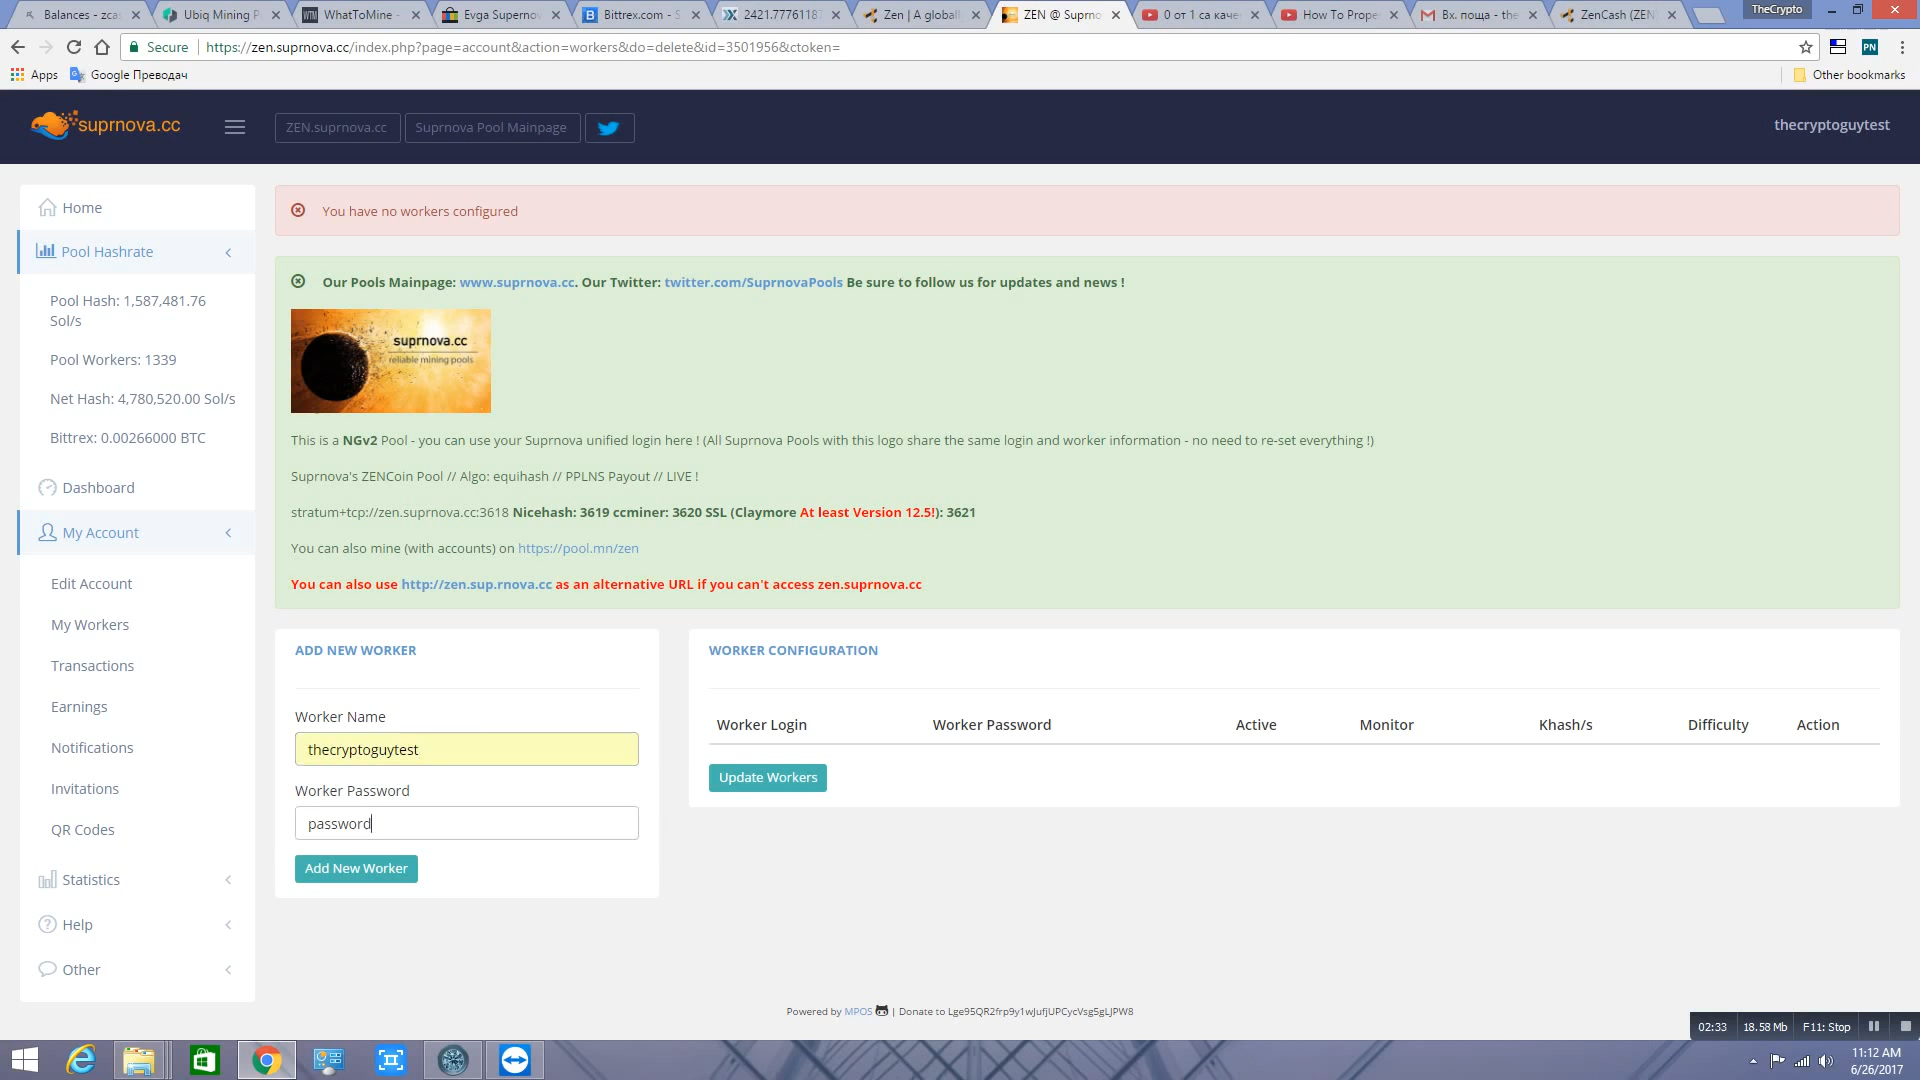 Balances - zcas
Ubiq Mining P
WhatToMine -
Evga Supernov
Bittrex.com - S
2421.7776118
Zen | A globall
ZEN @ Suprno
0 от 1 са каче
How To Prope
Вх. поща - the
ZenCash (ZEN
TheCrypto
Secure
https://zen.suprnova.cc/index.php?page=account&action=workers&do=delete&id=3501956&ctoken=
PN
Apps
Google Преводач
Other bookmarks
suprnova.cc
ZEN.suprnova.cc
Suprnova Pool Mainpage
thecryptoguytest
Home
Pool Hashrate
Pool Hash: 1,587,481.76
Sol/s
Pool Workers: 1339
Net Hash: 4,780,520.00 Sol/s
Bittrex: 0.00266000 BTC
Dashboard
My Account
Edit Account
My Workers
Transactions
Earnings
Notifications
Invitations
QR Codes
Statistics
Help
Other
You have no workers configured
Our Pools Mainpage: www.suprnova.cc. Our Twitter: twitter.com/SuprnovaPools Be sure to follow us for updates and news !
suprnova.cc
reliable mining pools
This is a NGv2 Pool - you can use your Suprnova unified login here ! (All Suprnova Pools with this logo share the same login and worker information - no need to re-set everything !)
Suprnova's ZENCoin Pool // Algo: equihash // PPLNS Payout // LIVE !
stratum+tcp://zen.suprnova.cc:3618 Nicehash: 3619 ccminer: 3620 SSL (Claymore At least Version 12.5!): 3621
You can also mine (with accounts) on https://pool.mn/zen
You can also use http://zen.sup.rnova.cc as an alternative URL if you can't access zen.suprnova.cc
ADD NEW WORKER
Worker Name
thecryptoguytest
Worker Password
password
Add New Worker
WORKER CONFIGURATION
Worker Login Worker Password Active Monitor Khash/s Difficulty Action
Update Workers
Powered by MPOS | Donate to Lge95QR2frp9y1wJufjUPCycVsg5gLJPW8
02:33 18.58 Mb F11: Stop
11:12 AM
6/26/2017